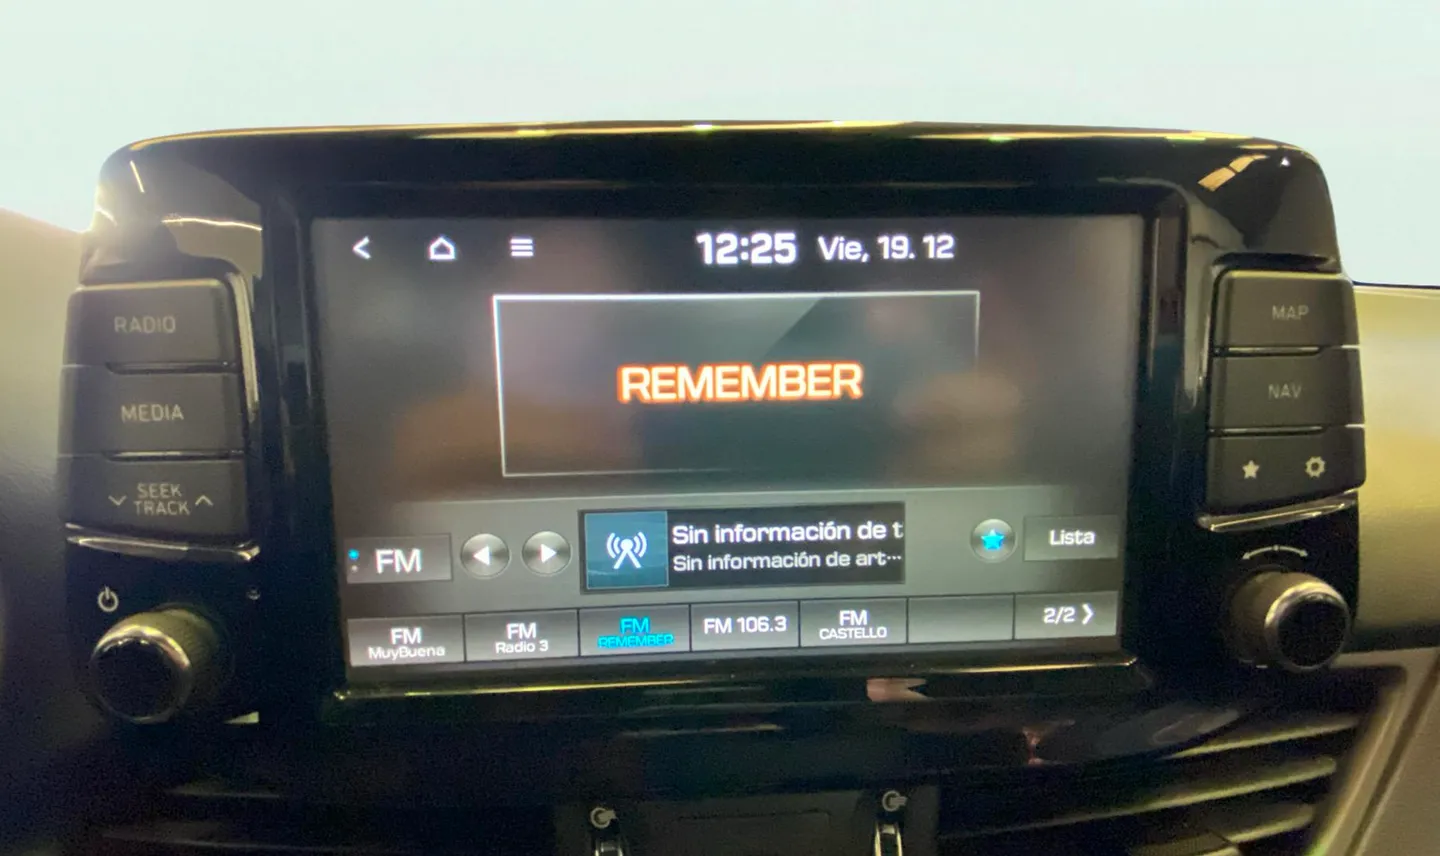 12:25 Vie, 19. 12
RADIO
MAP
REMEMBER
MEDIA
NAV
SEEK
TRACK
FM
Sin información de t
Sin información de art···
Lista
FM
MuyBuena
FM
Radio 3
FM
REMEMBER
FM 106.3
FM
CASTELLO
2/2